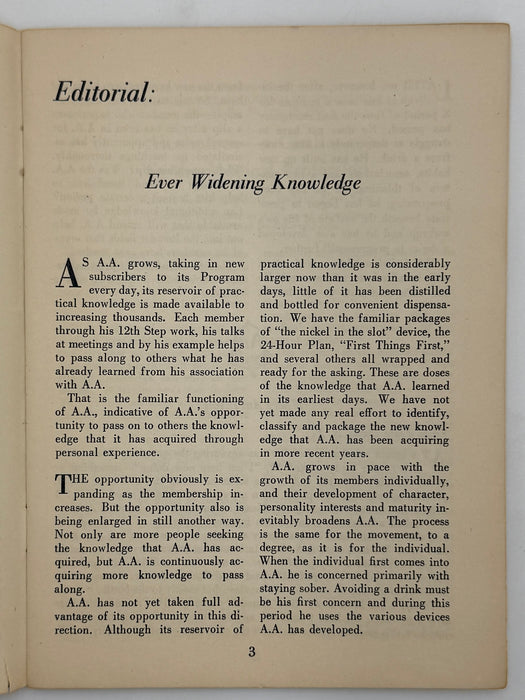 Editorial:
Ever Widening Knowledge
AS A.A. grows, taking in new
subscribers to its Program
every day, its reservoir of prac-
tical knowledge is made available to
increasing thousands. Each member
through his 12th Step work, his talks
at meetings and by his example helps
to pass along to others what he has
already learned from his association
with A.A.
That is the familiar functioning
of A.A., indicative of A.A.'s oppor-
tunity to pass on to others the knowl-
edge that it has acquired through
personal experience.
THE opportunity obviously is ex-
panding as the membership in-
creases. But the opportunity also is
being enlarged in still another way.
Not only are more people seeking
the knowledge that A.A. has ac-
quired, but A.A. is continuously ac-
quiring more knowledge to pass
along.
A.A. has not yet taken full ad-
vantage of its opportunity in this di-
rection. Although its reservoir of
practical knowledge is considerably
larger now than it was in the early
days, little of it has been distilled
and bottled for convenient dispensa-
tion. We have the familiar packages
of "the nickel in the slot" device, the
24-Hour Plan, "First Things First,"
and several others all wrapped and
ready for the asking. These are doses
of the knowledge that A.A. learned
in its earliest days. We have not
yet made any real effort to identify,
classify and package the new knowl-
edge that A.A. has been acquiring
in more recent years.
A.A. grows in pace with the
growth of its members individually,
and their development of character,
personality interests and maturity in-
evitably broadens A.A. The process
is the same for the movement, to a
degree, as it is for the individual.
When the individual first comes into
A.A. he is concerned primarily with
staying sober. Avoiding a drink must
be his first concern and during this
period he uses the various devices
A.A. has developed.
3